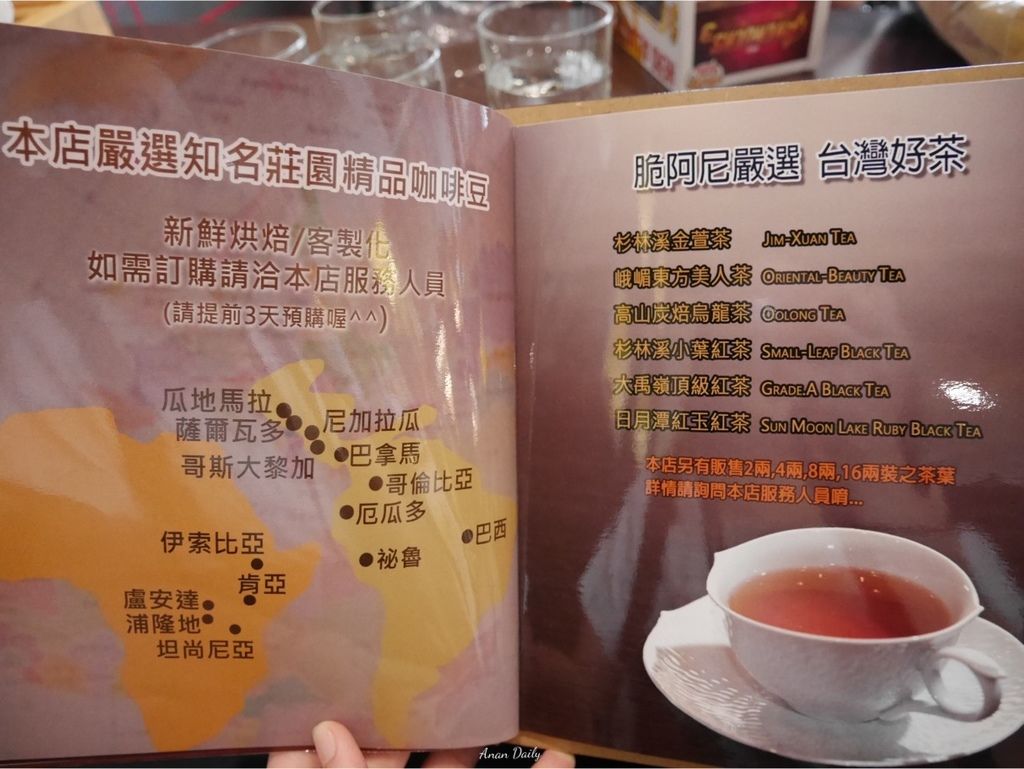 本店嚴選知名莊園精品咖啡豆
新鮮烘焙/客製化
如需訂購請洽本店服務人員
(請提前3天預購喔^^)
瓜地馬拉
尼加拉瓜
薩爾瓦多
巴拿馬
哥斯大黎加
哥倫比亞
厄瓜多
巴西
祕魯
伊索比亞
肯亞
盧安達
浦隆地
坦尚尼亞
脆阿尼嚴選 台灣好茶
杉林溪金萱茶 JIM-XUAN TEA
峨嵋東方美人茶 ORIENTAL-BEAUTY TEA
高山炭焙烏龍茶 OOLONG TEA
杉林溪小葉紅茶 SMALL-LEAF BLACK TEA
大禹嶺頂級紅茶 GRADE.A BLACK TEA
日月潭紅玉紅茶 SUN MOON LAKE RUBY BLACK TEA
本店另有販售2兩,4兩,8兩,16兩裝之茶葉
詳情請詢問本店服務人員唷...
Anan Daily